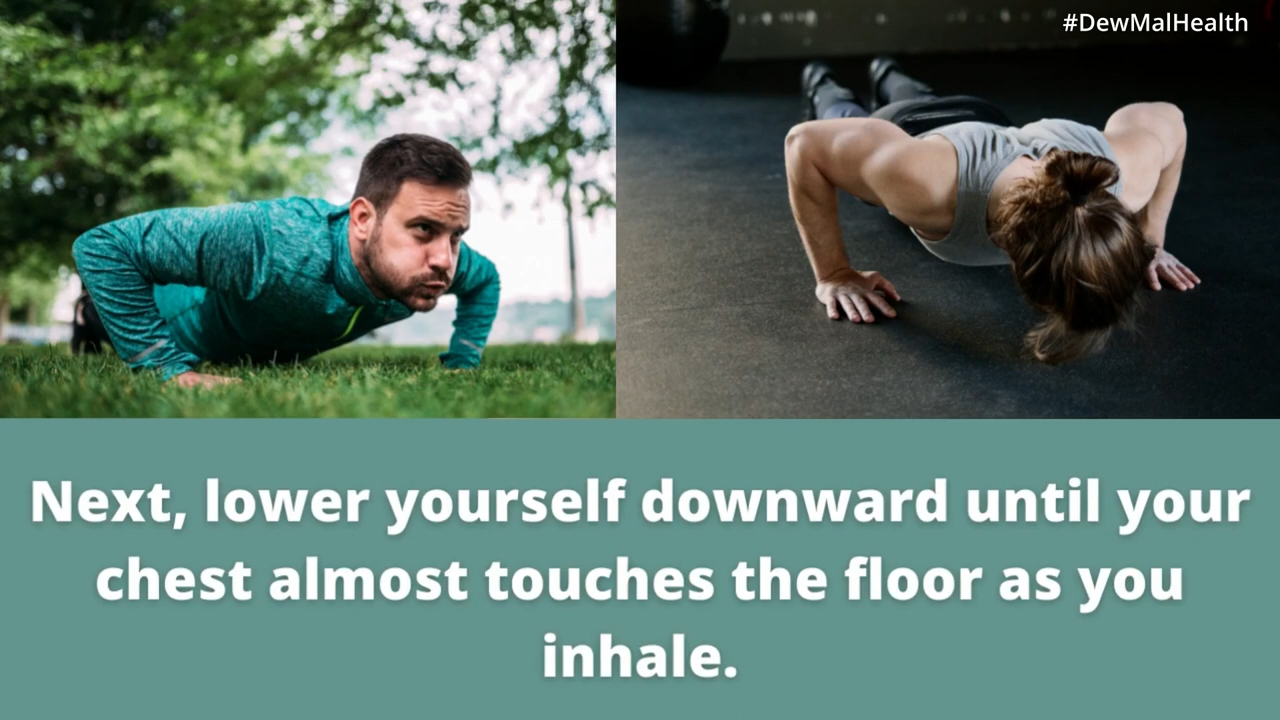 #DewMalHealth
Next, lower yourself downward until your
chest almost touches the floor as you
inhale.